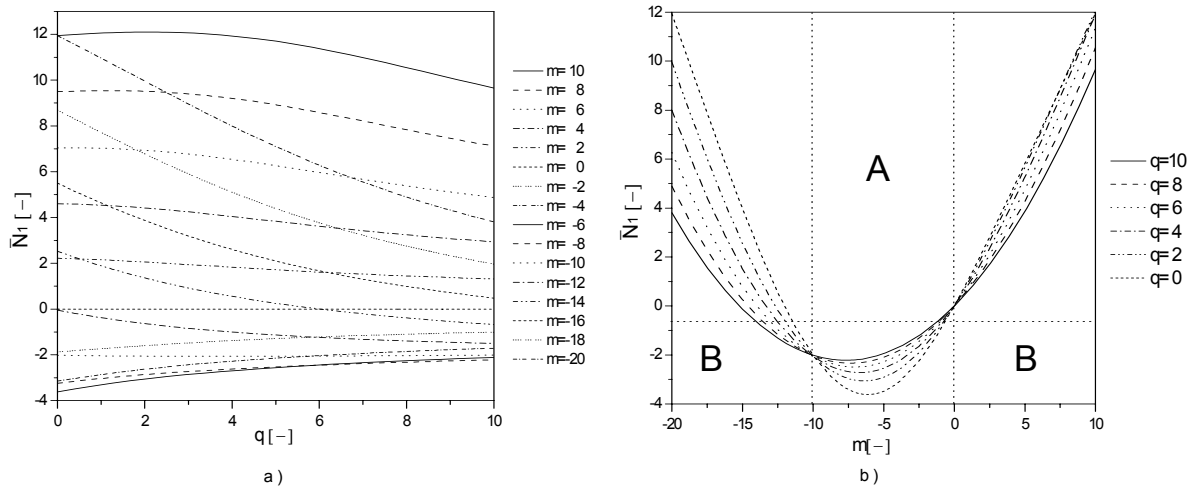 12
10
8
6
4
2
0
-2
-4
N̅1 [–]
0 2 4 6 8 10
q [–]
m= 10
m= 8
m= 6
m= 4
m= 2
m= 0
m= -2
m= -4
m= -6
m= -8
m= -10
m= -12
m= -14
m= -16
m= -18
m= -20
a )
12
10
8
6
4
2
0
-2
-4
N̅1 [–]
A
B B
-20 -15 -10 -5 0 5 10
m[–]
q=10
q= 8
q= 6
q= 4
q= 2
q= 0
b )